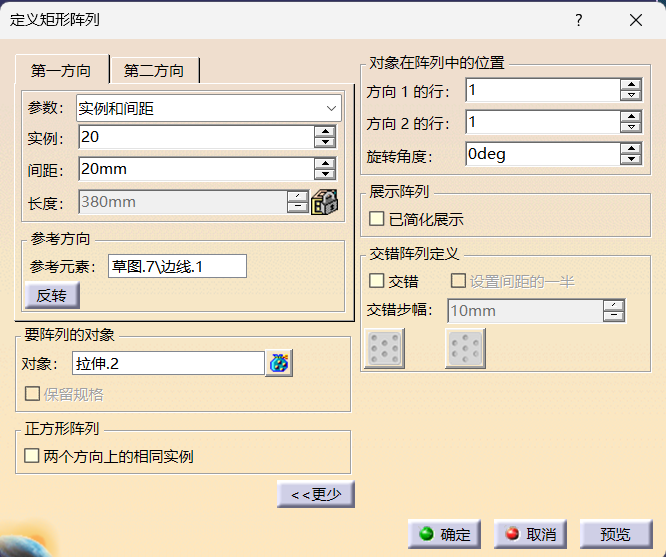 定义矩形阵列
?
第一方向
第二方向
参数： 实例和间距
实例： 20
间距： 20mm
长度： 380mm
参考方向
参考元素： 草图.7\边线.1
反转
要阵列的对象
对象： 拉伸.2
保留规格
正方形阵列
两个方向上的相同实例
<<更少
对象在阵列中的位置
方向 1 的行： 1
方向 2 的行： 1
旋转角度： 0deg
展示阵列
已简化展示
交错阵列定义
交错
设置间距的一半
交错步幅： 10mm
确定
取消
预览